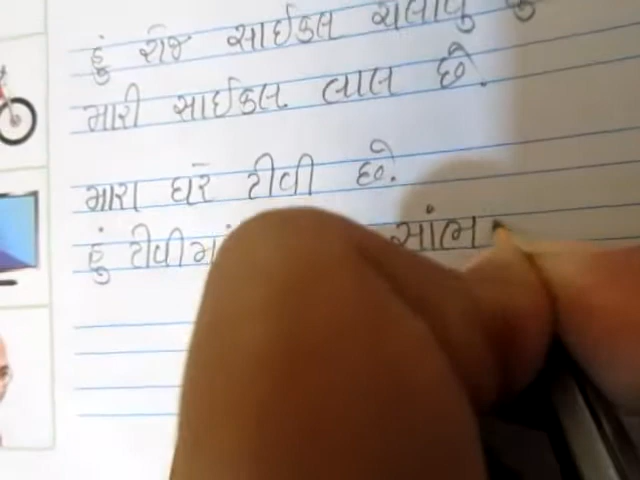 હું રોજ સાઈકલ ચલાવુ છું
મારી સાઈકલ લાલ છે.
મારા ઘરે ટીવી છે.
હું ટીવીમાં સાંભ